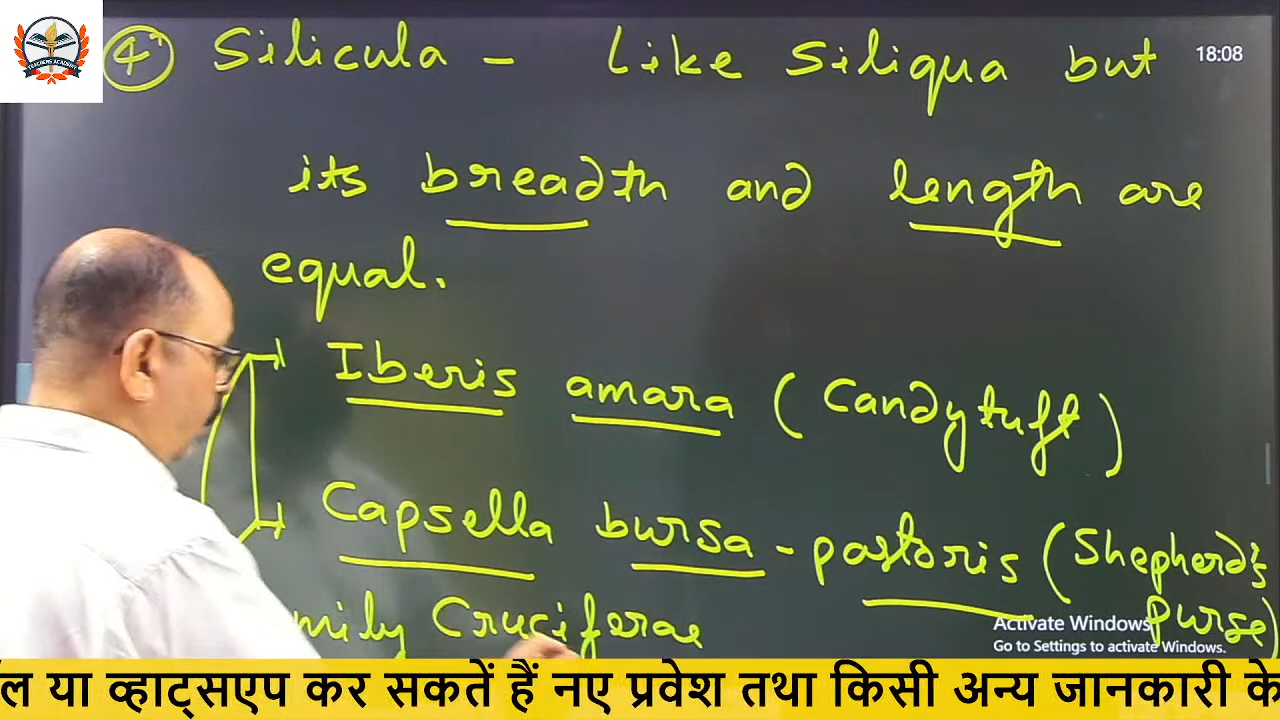 TEACHERS ACADEMY
④ Silicula - Like Siliqua but
18:08
its breadth and length are
equal.
Iberis amara (Candytuft)
Capsella bursa-pastoris (Shepherd's
purse)
mily Cruciferae
Activate Windows
Go to Settings to activate Windows.
ल या व्हाट्सएप कर सकतें हैं नए प्रवेश तथा किसी अन्य जानकारी के